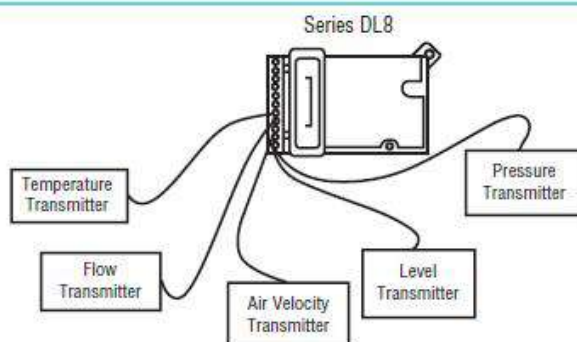 Series DL8
Temperature
Transmitter
Pressure
Transmitter
Flow
Transmitter
Level
Transmitter
Air Velocity
Transmitter